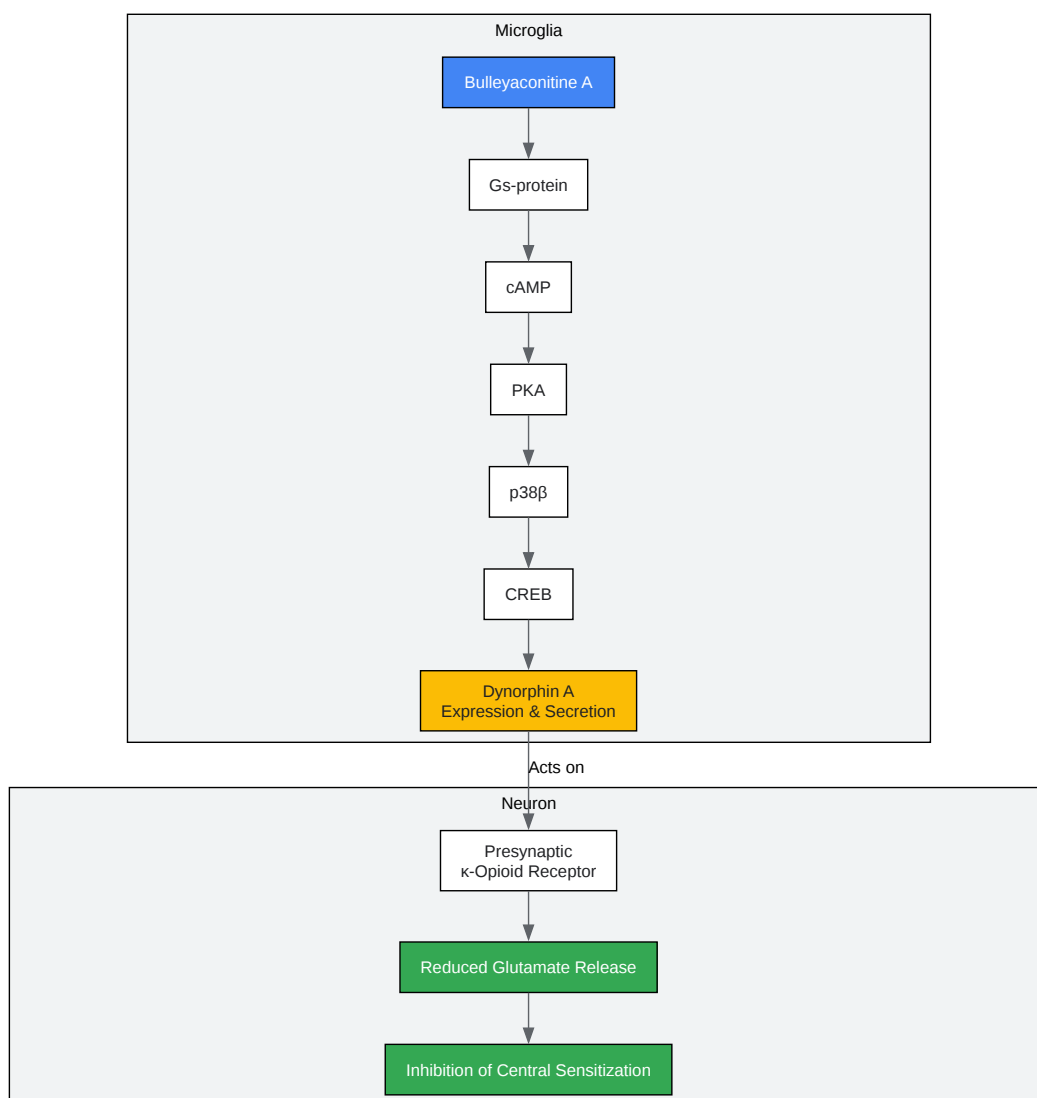 Microglia
Bulleyaconitine A
Gs-protein
cAMP
PKA
p38β
CREB
Dynorphin A
Expression & Secretion
Acts on
Neuron
Presynaptic
κ-Opioid Receptor
Reduced Glutamate Release
Inhibition of Central Sensitization